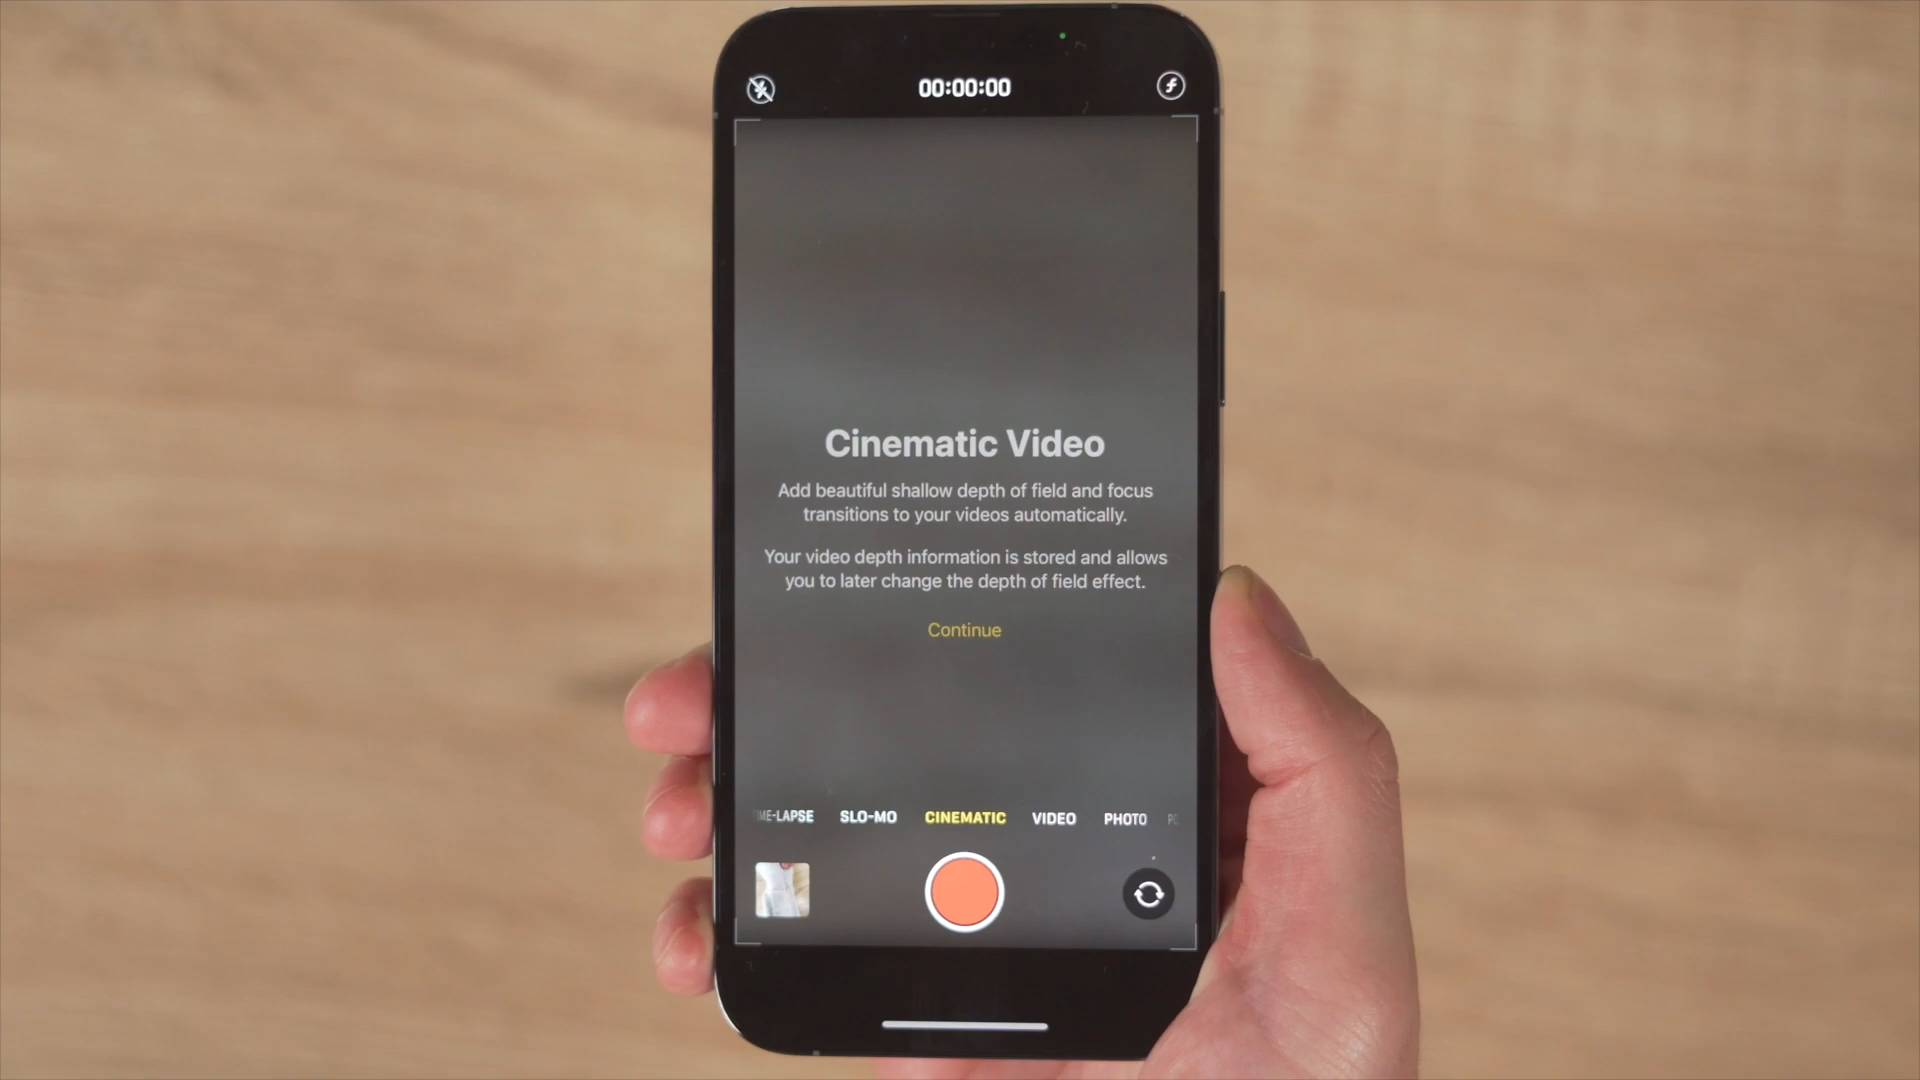 00:00:00
Cinematic Video
Add beautiful shallow depth of field and focus
transitions to your videos automatically.
Your video depth information is stored and allows
you to later change the depth of field effect.
Continue
ME-LAPSE SLO-MO CINEMATIC VIDEO PHOTO